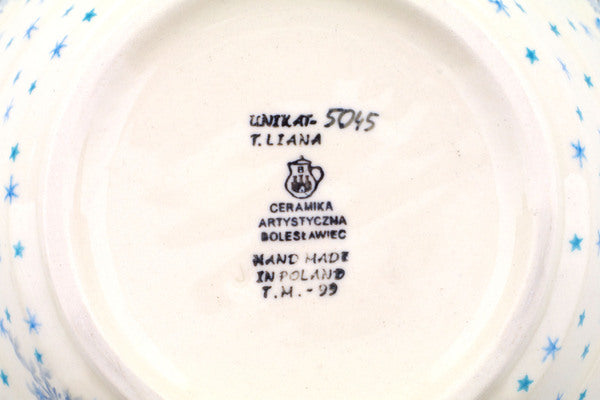 UNIKAT- 5045
T. LIANA
B
CERAMIKA
ARTYSTYCZNA
BOLESŁAWIEC
HAND MADE
IN POLAND
T.M. - 99